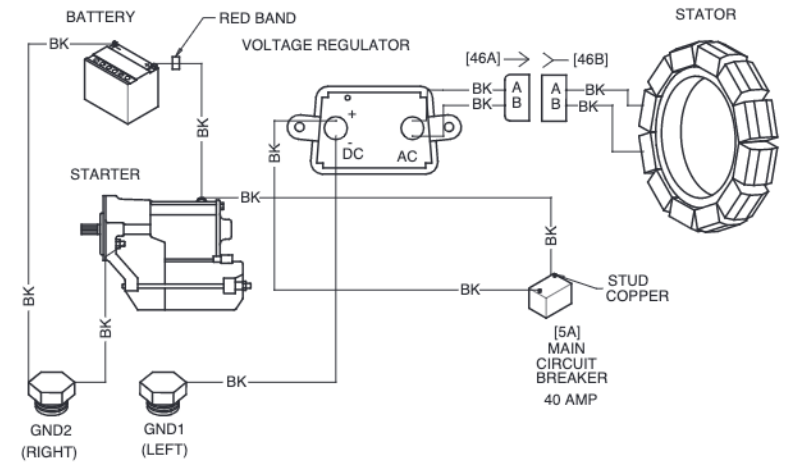 BATTERY
RED BAND
STATOR
BK
VOLTAGE REGULATOR
[46A]
[46B]
BK
A
A
BK
BK
B
B
BK
+
-
DC
AC
BK
BK
STARTER
BK
BK
BK
STUD
COPPER
BK
BK
[5A]
MAIN
CIRCUIT
BREAKER
40 AMP
BK
GND2
(RIGHT)
GND1
(LEFT)